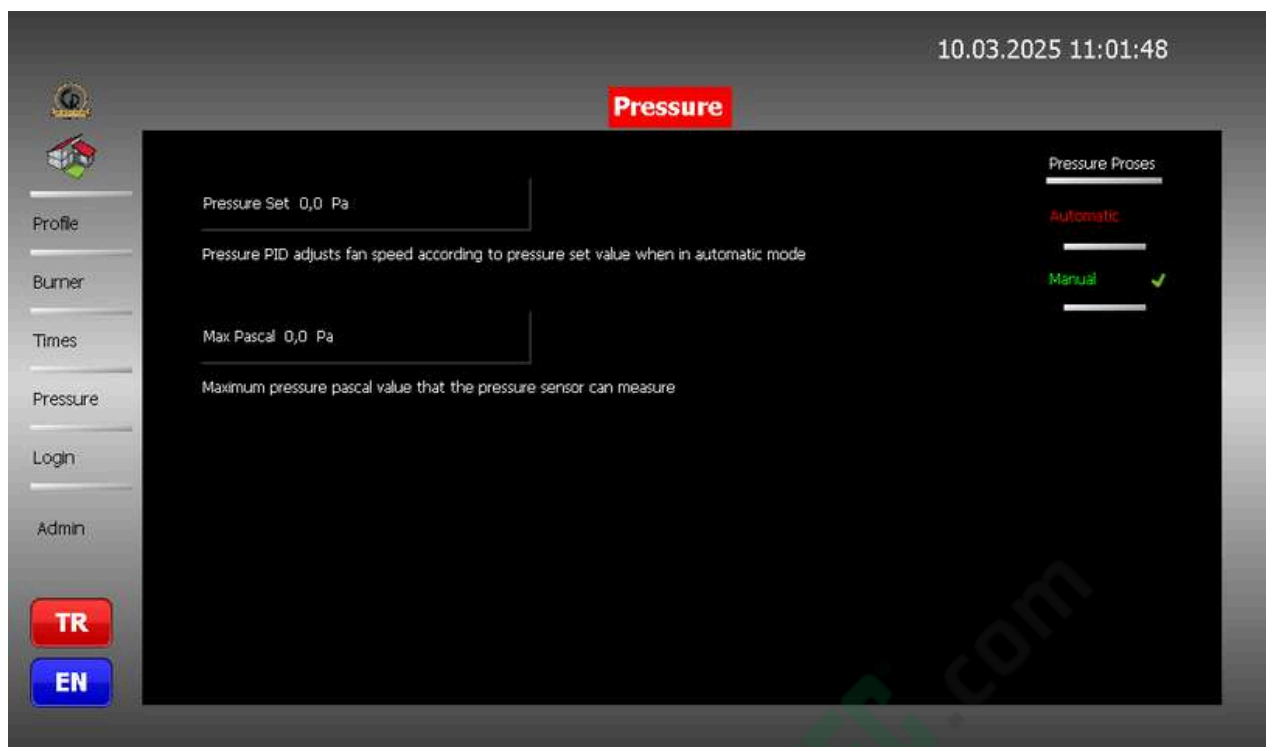 10.03.2025 11:01:48
Pressure
Pressure Proses
Pressure Set 0,0 Pa
Automatic
Pressure PID adjusts fan speed according to pressure set value when in automatic mode
Manual
Max Pascal 0,0 Pa
Maximum pressure pascal value that the pressure sensor can measure
Profile
Burner
Times
Pressure
Login
Admin
TR
EN
.com